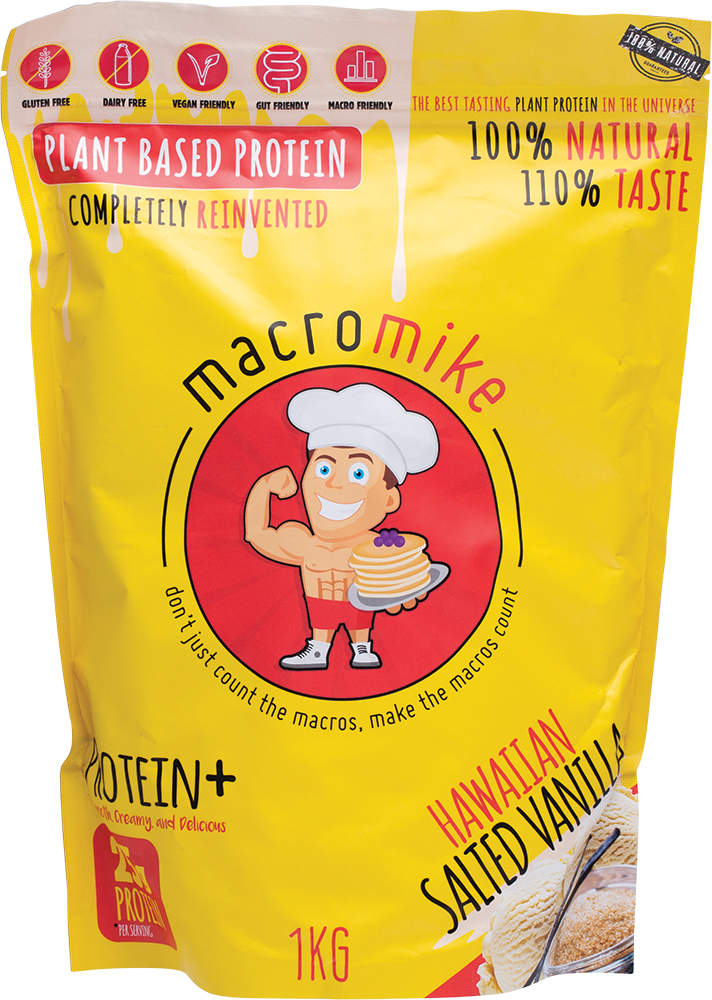 100% NATURAL
GUARANTEED
GLUTEN FREE
DAIRY FREE
VEGAN FRIENDLY
GUT FRIENDLY
MACRO FRIENDLY
THE BEST TASTING PLANT PROTEIN IN THE UNIVERSE
PLANT BASED PROTEIN
100% NATURAL
COMPLETELY REINVENTED
110% TASTE
macromike
don't just count the macros, make the macros count
PROTEIN+
Creamy, and Delicious
PROTEIN
*PER SERVING
HAWAIIAN
SALTED VANILLA
1KG